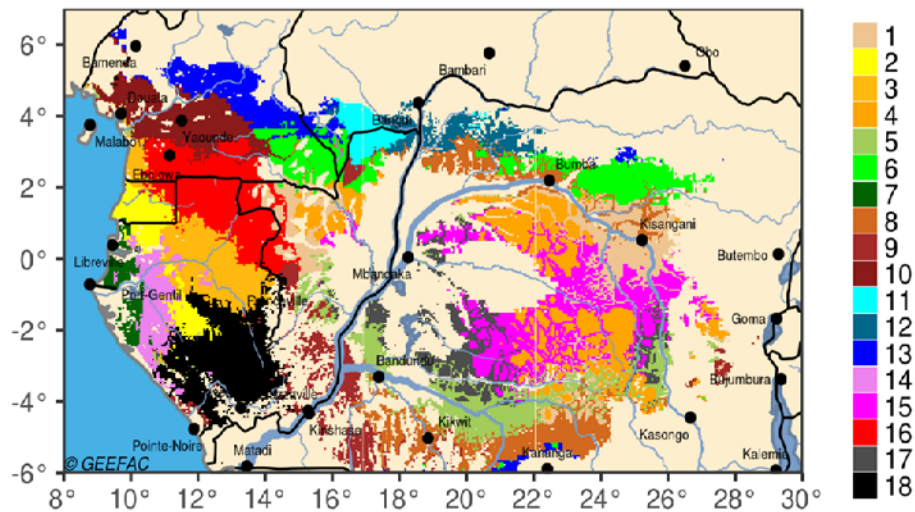 6°
4°
2°
0°
-2°
-4°
-6°
Bamenda
Obo
Bambari
Douala
Malabo
Yaounde
Bangui
Ebolowa
Bumba
Kisangani
Libreville
Mbandaka
Butembo
Port-Gentil
Goma
Bandundu
Bujumbura
Pointe-Noire
Kinshasa
Kikwit
Kasongo
Matadi
Kananga
Kalemie
© GEEFAC
8° 10° 12° 14° 16° 18° 20° 22° 24° 26° 28° 30°
1
2
3
4
5
6
7
8
9
10
11
12
13
14
15
16
17
18